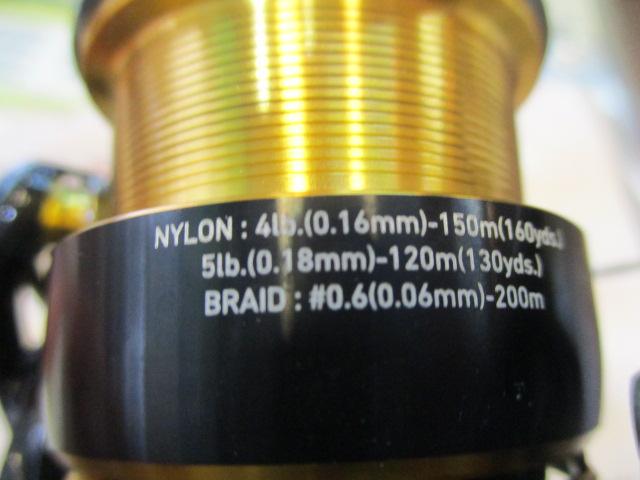 NYLON : 4lb.(0.16mm)-150m(160yds.)
5lb.(0.18mm)-120m(130yds.)
BRAID : #0.6(0.06mm)-200m